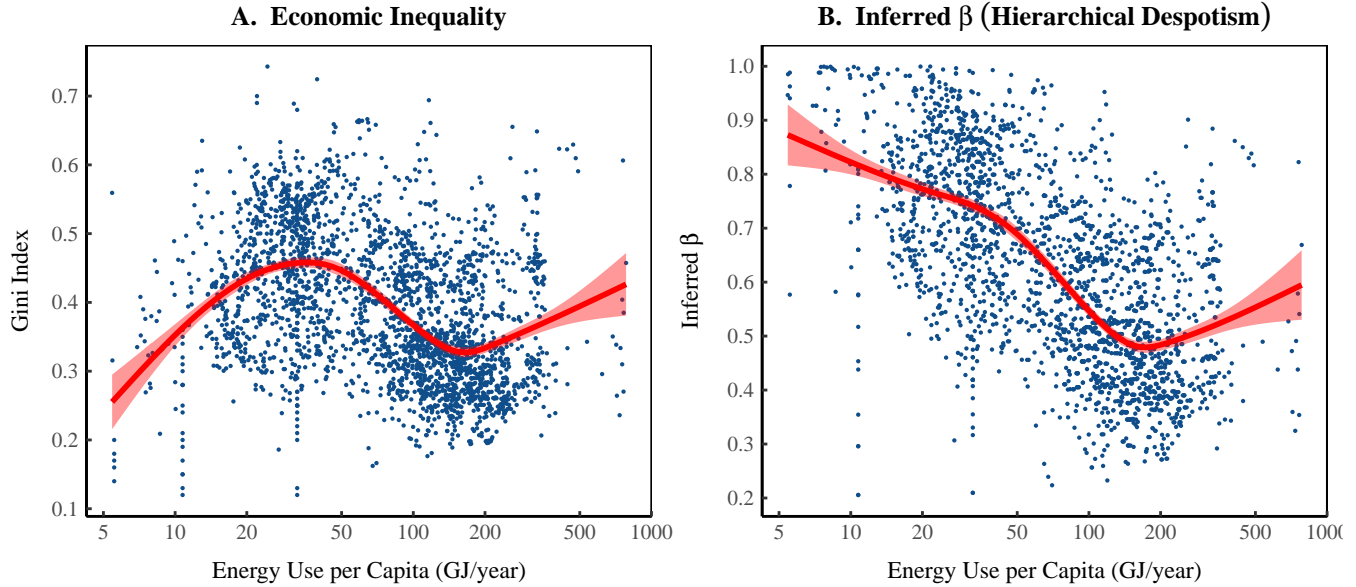 A. Economic Inequality
0.7
0.6
0.5
0.4
0.3
0.2
0.1
Gini Index
5 10 20 50 100 200 500 1000
Energy Use per Capita (GJ/year)
B. Inferred β (Hierarchical Despotism)
1.0
0.9
0.8
0.7
0.6
0.5
0.4
0.3
0.2
Inferred β
5 10 20 50 100 200 500 1000
Energy Use per Capita (GJ/year)